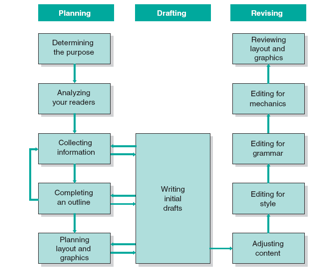 Planning
Drafting
Revising
Determining
the purpose
Analyzing
your readers
Collecting
information
Completing
an outline
Planning
layout and
graphics
Writing
initial
drafts
Reviewing
layout and
graphics
Editing for
mechanics
Editing for
grammar
Editing for
style
Adjusting
content